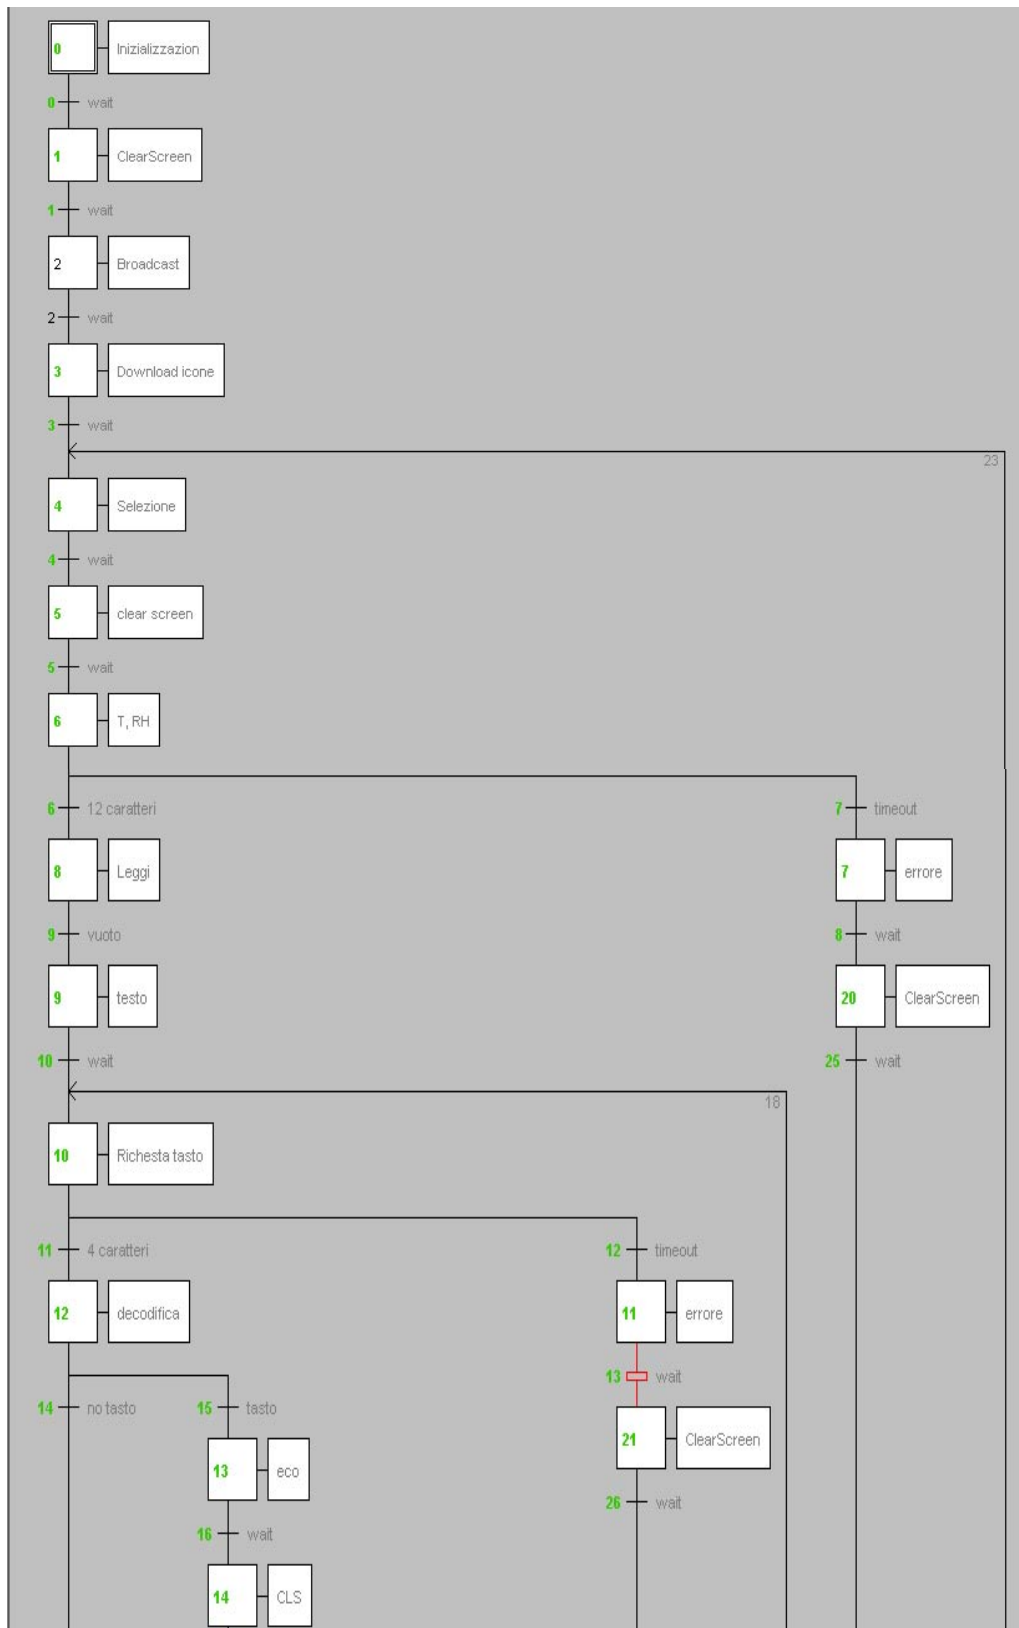 0 Inizializzazion
0 wait
1 ClearScreen
1 wait
2 Broadcast
2 wait
3 Download icone
3 wait
23
4 Selezione
4 wait
5 clear screen
5 wait
6 T, RH
6 12 caratteri 7 timeout
8 Leggi 7 errore
9 vuoto 8 wait
9 testo 20 ClearScreen
10 wait 25 wait
18
10 Richesta tasto
11 4 caratteri 12 timeout
12 decodifica 11 errore
13 wait
14 no tasto 15 tasto
21 ClearScreen
13 eco
26 wait
16 wait
14 CLS